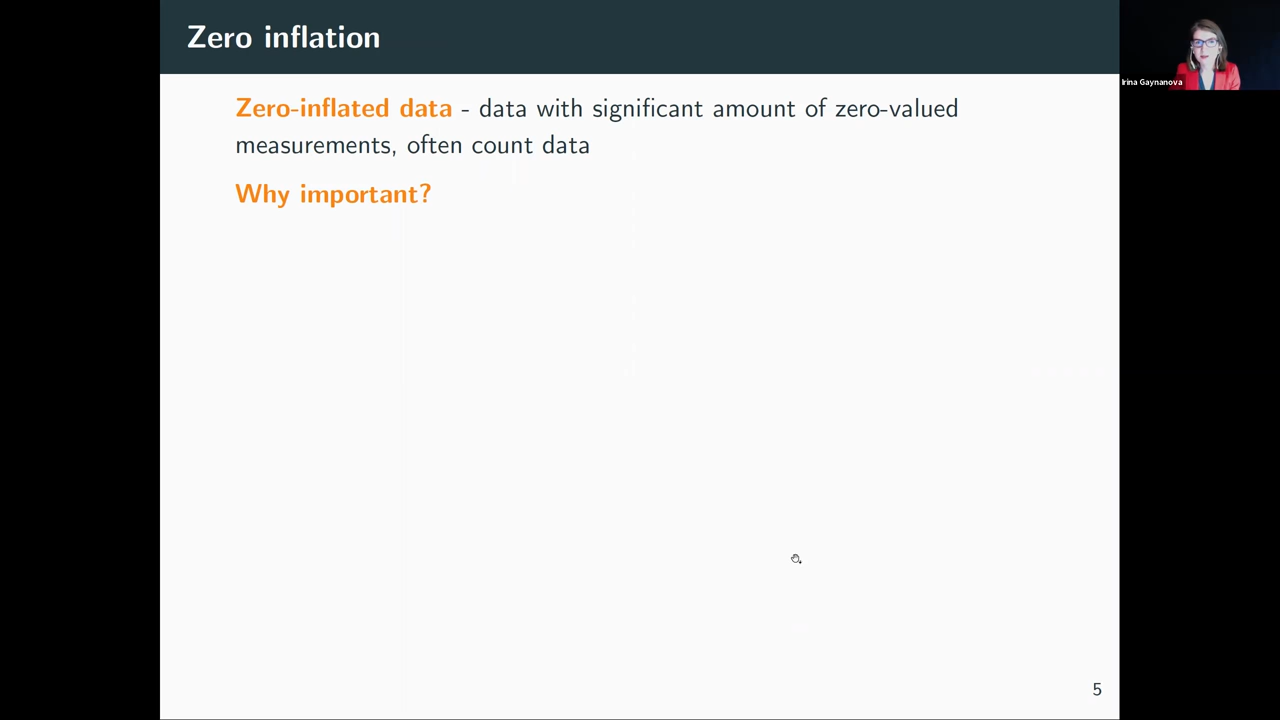 Zero inflation
Zero-inflated data - data with significant amount of zero-valued
measurements, often count data
Why important?
5
Irina Gaynanova